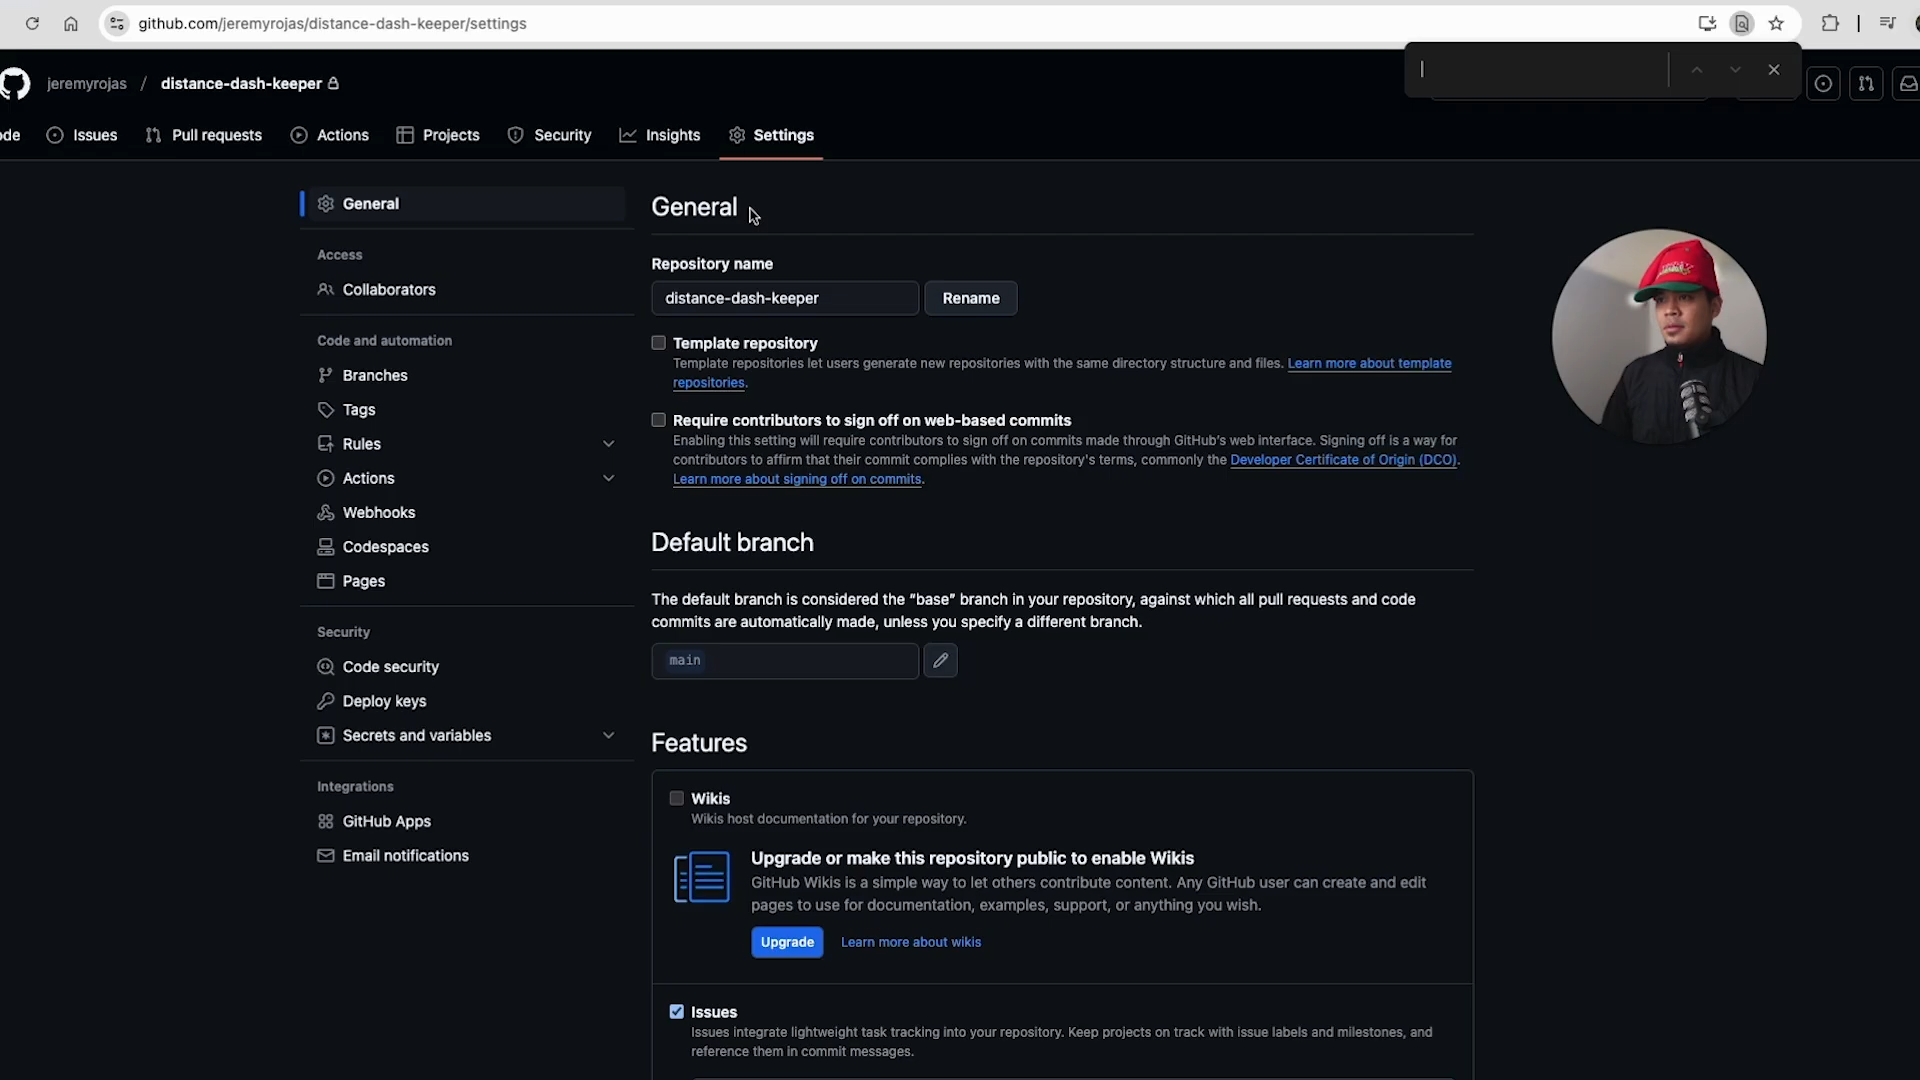 github.com/jeremyrojas/distance-dash-keeper/settings
jeremyrojas / distance-dash-keeper
ode Issues Pull requests Actions Projects Security Insights Settings
General
Access
Collaborators
Code and automation
Branches
Tags
Rules
Actions
Webhooks
Codespaces
Pages
Security
Code security
Deploy keys
Secrets and variables
Integrations
GitHub Apps
Email notifications
General
Repository name
distance-dash-keeper Rename
Template repository
Template repositories let users generate new repositories with the same directory structure and files. Learn more about template
repositories.
Require contributors to sign off on web-based commits
Enabling this setting will require contributors to sign off on commits made through GitHub's web interface. Signing off is a way for
contributors to affirm that their commit complies with the repository's terms, commonly the Developer Certificate of Origin (DCO).
Learn more about signing off on commits.
Default branch
The default branch is considered the "base" branch in your repository, against which all pull requests and code
commits are automatically made, unless you specify a different branch.
main
Features
Wikis
Wikis host documentation for your repository.
Upgrade or make this repository public to enable Wikis
GitHub Wikis is a simple way to let others contribute content. Any GitHub user can create and edit
pages to use for documentation, examples, support, or anything you wish.
Upgrade Learn more about wikis
Issues
Issues integrate lightweight task tracking into your repository. Keep projects on track with issue labels and milestones, and
reference them in commit messages.